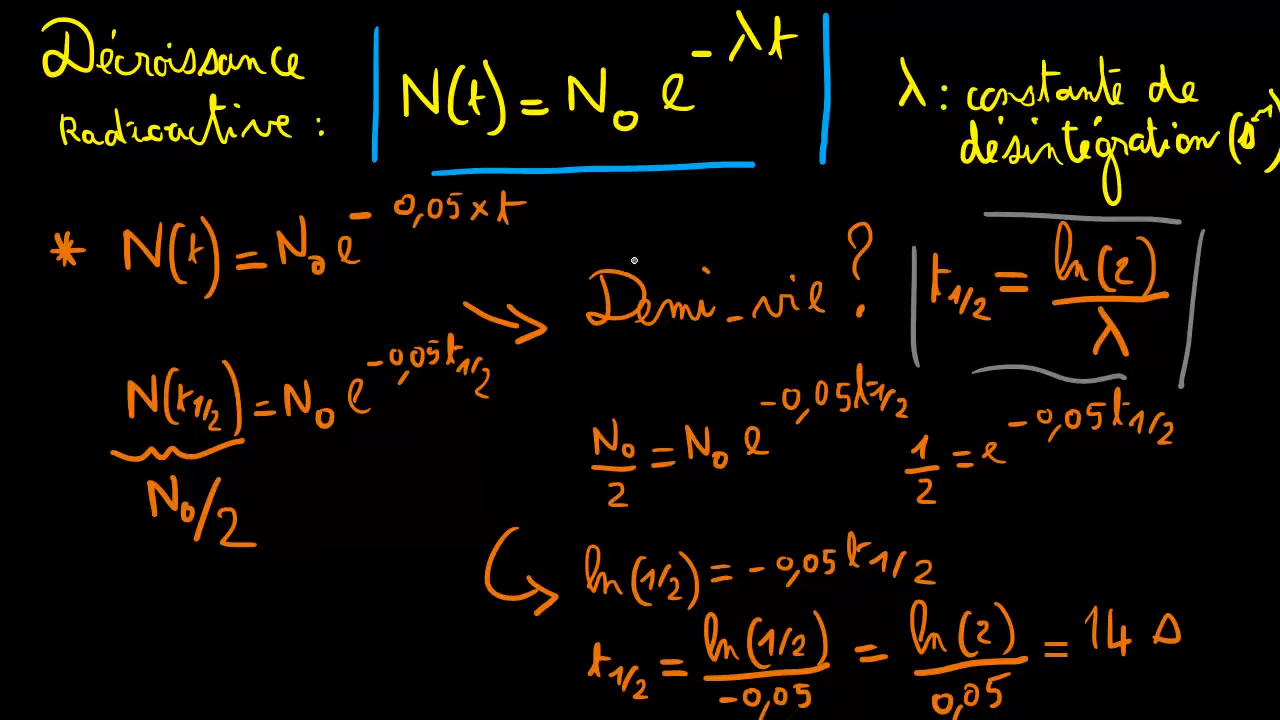 Décroissance
Radioactive :
N(t) = N₀ e^(-λt)
λ : constante de
désintégration (s⁻¹)
* N(t) = N₀ e^(-0,05×t)
Demi-vie ?
t₁/₂ = ln(2)/λ
N(t₁/₂) = N₀ e^(-0,05t₁/₂)
N₀/2
N₀/2 = N₀ e^(-0,05t₁/₂)
1/2 = e^(-0,05t₁/₂)
ln(1/2) = -0,05t₁/₂
t₁/₂ = ln(1/2)/-0,05 = ln(2)/0,05 = 14 s